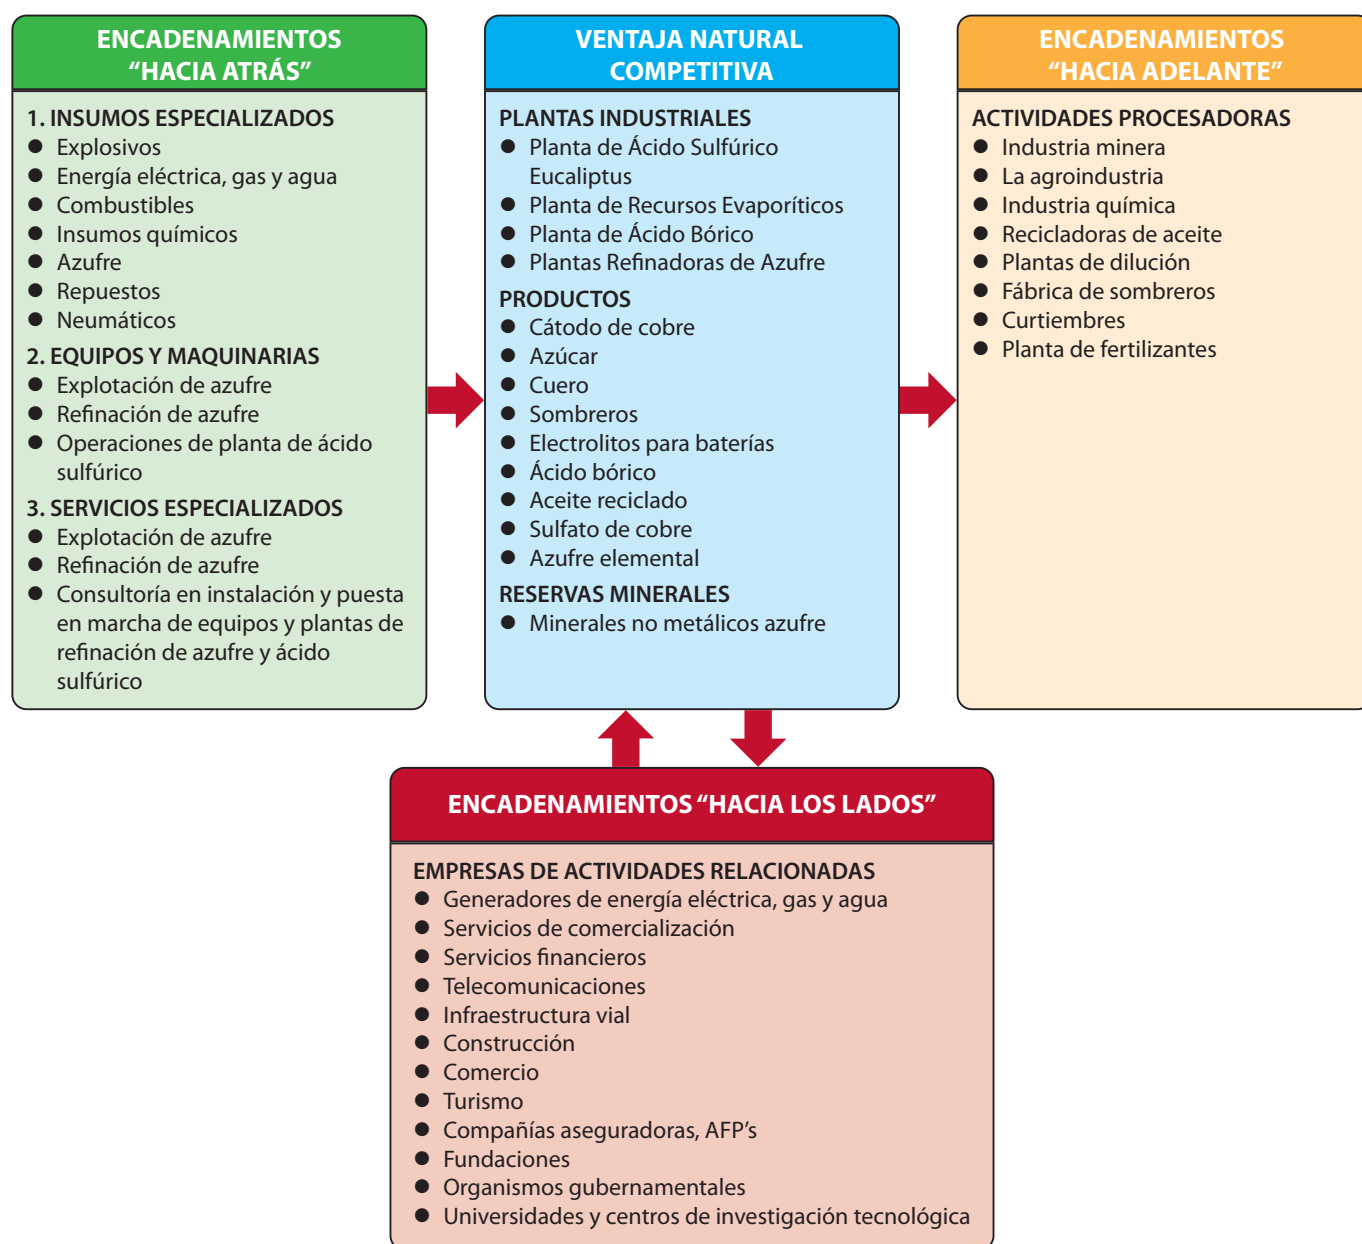 ENCADENAMIENTOS
“HACIA ATRÁS”
1. INSUMOS ESPECIALIZADOS
● Explosivos
● Energía eléctrica, gas y agua
● Combustibles
● Insumos químicos
● Azufre
● Repuestos
● Neumáticos
2. EQUIPOS Y MAQUINARIAS
● Explotación de azufre
● Refinación de azufre
● Operaciones de planta de ácido
sulfúrico
3. SERVICIOS ESPECIALIZADOS
● Explotación de azufre
● Refinación de azufre
● Consultoría en instalación y puesta
en marcha de equipos y plantas de
refinación de azufre y ácido
sulfúrico
VENTAJA NATURAL
COMPETITIVA
PLANTAS INDUSTRIALES
● Planta de Ácido Sulfúrico
Eucaliptus
● Planta de Recursos Evaporíticos
● Planta de Ácido Bórico
● Plantas Refinadoras de Azufre
PRODUCTOS
● Cátodo de cobre
● Azúcar
● Cuero
● Sombreros
● Electrolitos para baterías
● Ácido bórico
● Aceite reciclado
● Sulfato de cobre
● Azufre elemental
RESERVAS MINERALES
● Minerales no metálicos azufre
ENCADENAMIENTOS
“HACIA ADELANTE”
ACTIVIDADES PROCESADORAS
● Industria minera
● La agroindustria
● Industria química
● Recicladoras de aceite
● Plantas de dilución
● Fábrica de sombreros
● Curtiembres
● Planta de fertilizantes
ENCADENAMIENTOS “HACIA LOS LADOS”
EMPRESAS DE ACTIVIDADES RELACIONADAS
● Generadores de energía eléctrica, gas y agua
● Servicios de comercialización
● Servicios financieros
● Telecomunicaciones
● Infraestructura vial
● Construcción
● Comercio
● Turismo
● Compañías aseguradoras, AFP’s
● Fundaciones
● Organismos gubernamentales
● Universidades y centros de investigación tecnológica